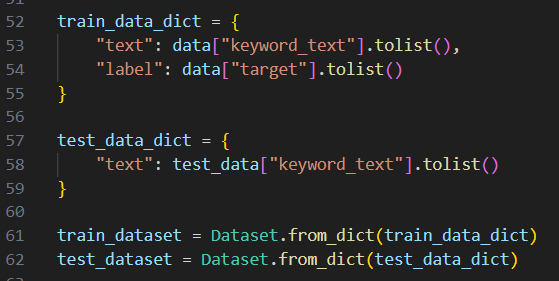 52 train_data_dict = {
53     "text": data["keyword_text"].tolist(),
54     "label": data["target"].tolist()
55 }
56
57 test_data_dict = {
58     "text": test_data["keyword_text"].tolist()
59 }
60
61 train_dataset = Dataset.from_dict(train_data_dict)
62 test_dataset = Dataset.from_dict(test_data_dict)